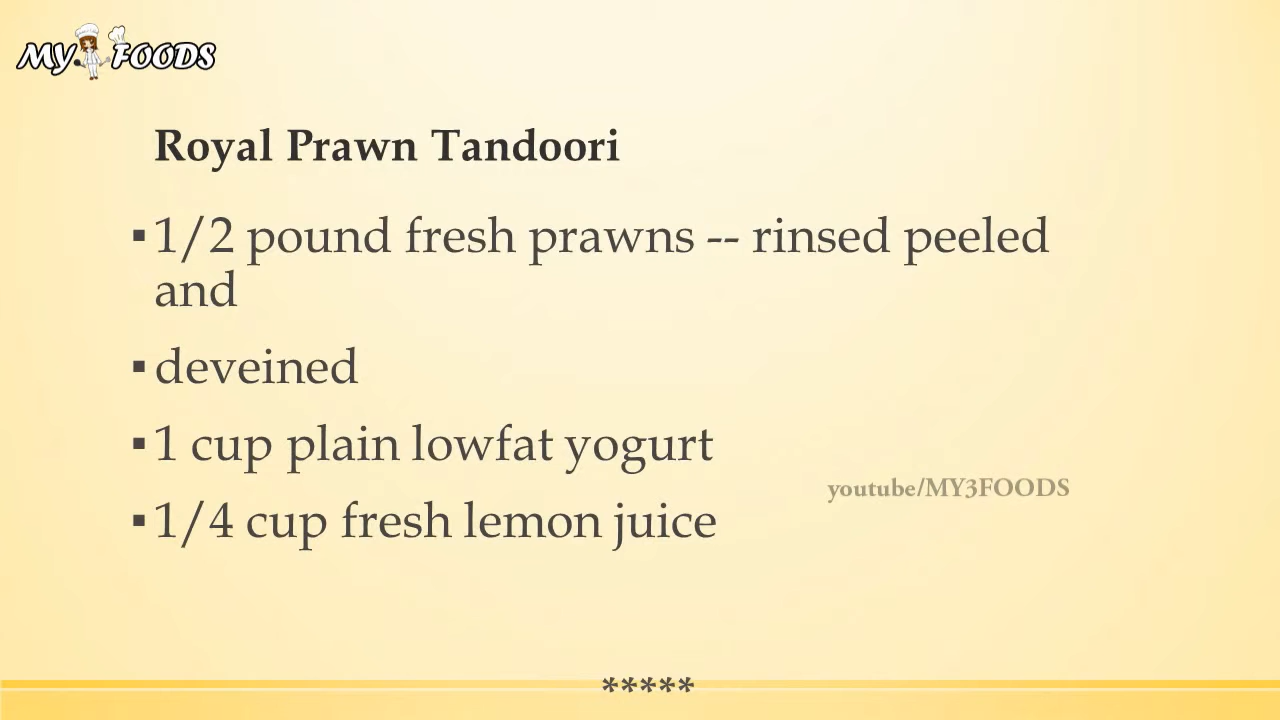 MY FOODS
Royal Prawn Tandoori
▪1/2 pound fresh prawns -- rinsed peeled
and
▪deveined
▪1 cup plain lowfat yogurt
youtube/MY3FOODS
▪1/4 cup fresh lemon juice
*****